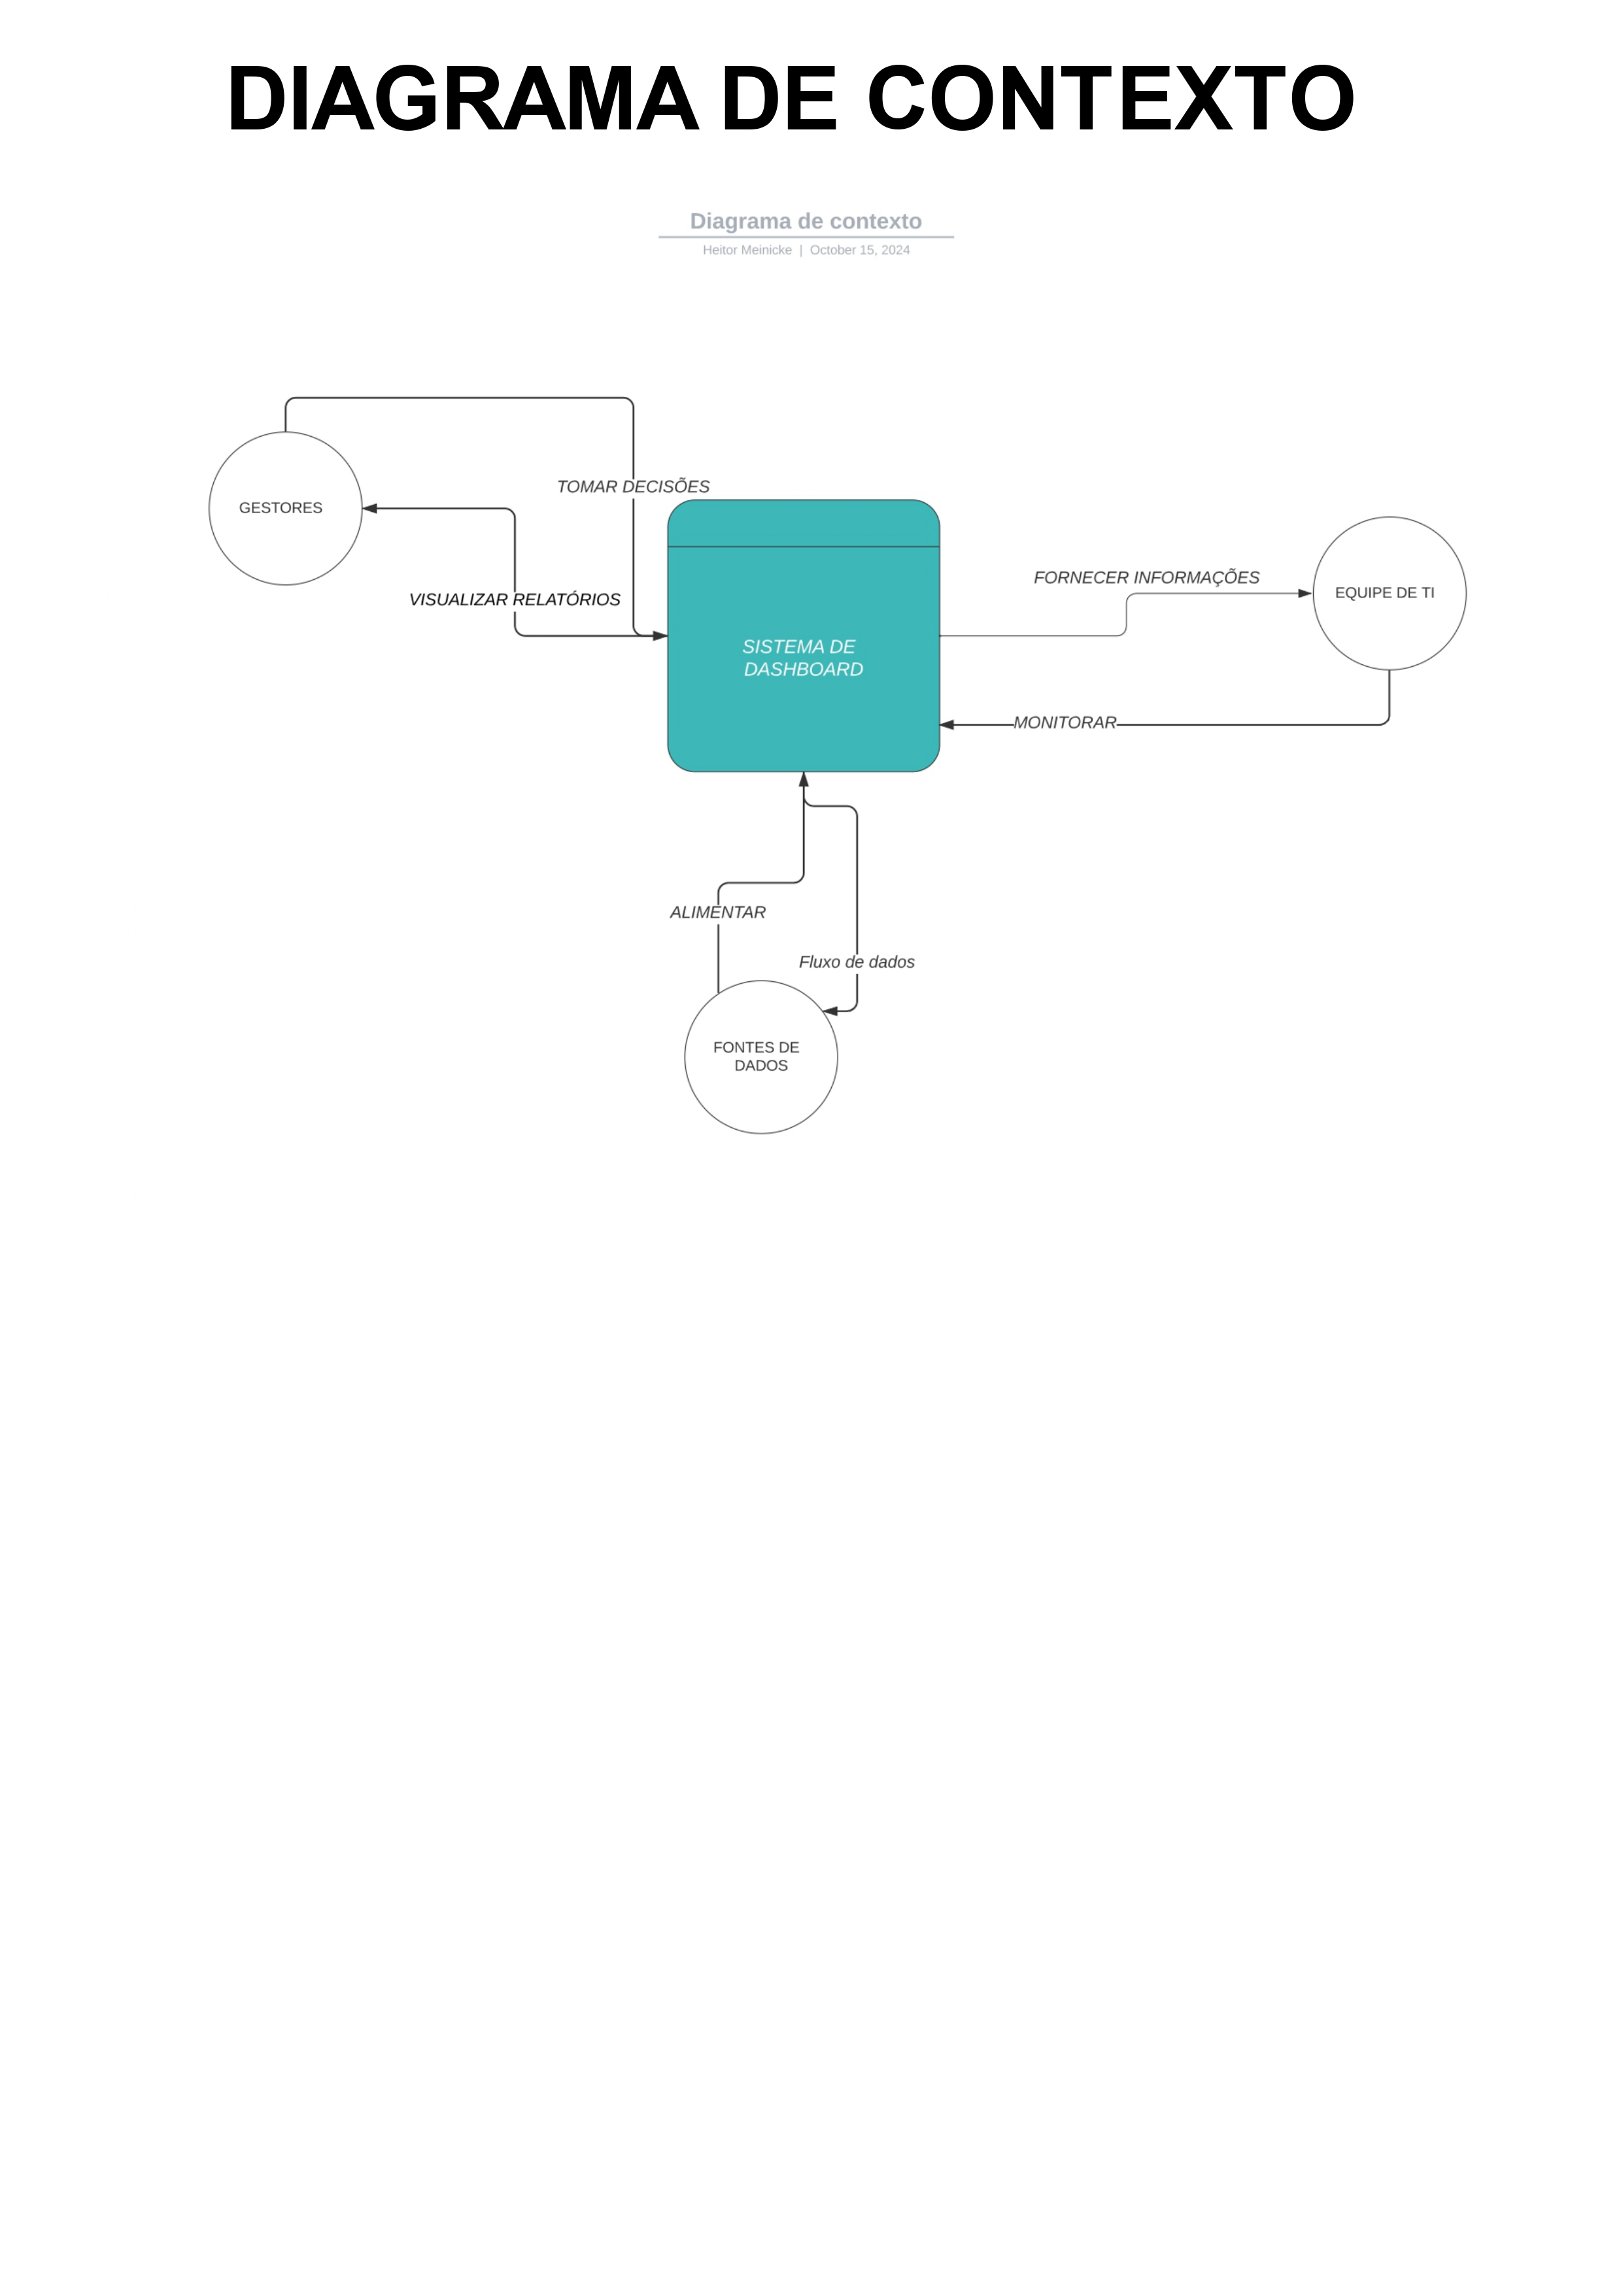 DIAGRAMA DE CONTEXTO
Diagrama de contexto
Heitor Meinicke | October 15, 2024
TOMAR DECISÕES
GESTORES
VISUALIZAR RELATÓRIOS
FORNECER INFORMAÇÕES
EQUIPE DE TI
SISTEMA DE
DASHBOARD
MONITORAR
ALIMENTAR
Fluxo de dados
FONTES DE
DADOS